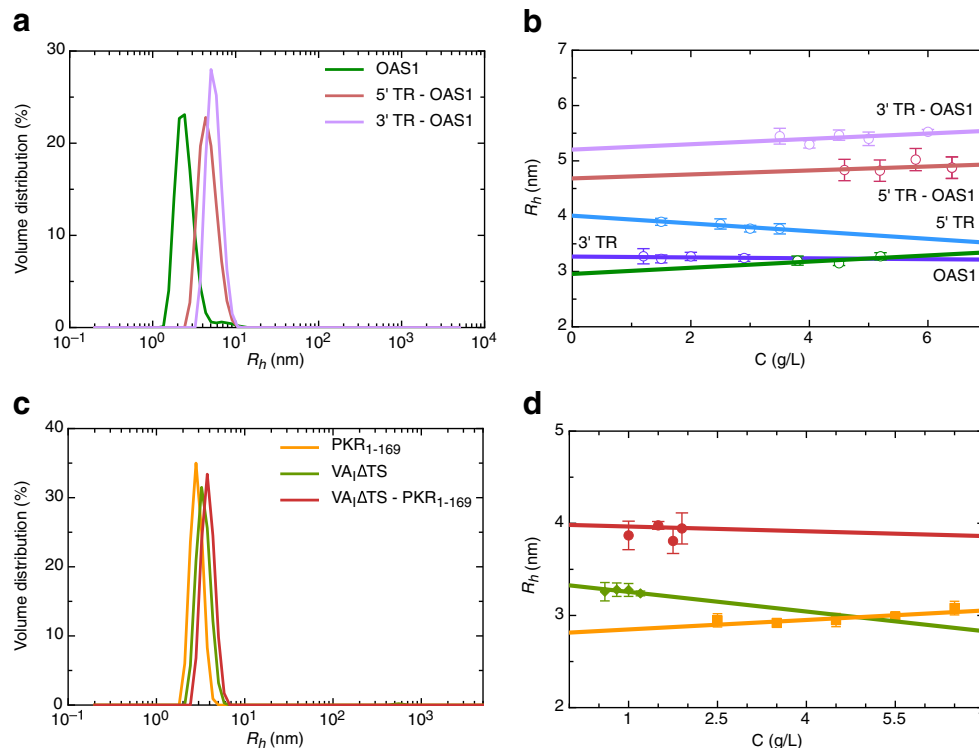 a
30
20
10
0
Volume distribution (%)
OAS1
5' TR - OAS1
3' TR - OAS1
10⁻¹ 10⁰ 10¹ 10² 10³ 10⁴
Rₕ (nm)
b
7
6
5
4
3
2
Rₕ (nm)
3' TR - OAS1
5' TR - OAS1
5' TR
3' TR
OAS1
0 2 4 6
C (g/L)
c
40
30
20
10
0
Volume distribution (%)
PKR₁₋₁₆₉
VAᵢΔTS
VAᵢΔTS - PKR₁₋₁₆₉
10⁻¹ 10⁰ 10¹ 10² 10³
Rₕ (nm)
d
5
4
3
2
Rₕ (nm)
1 2.5 4 5.5
C (g/L)